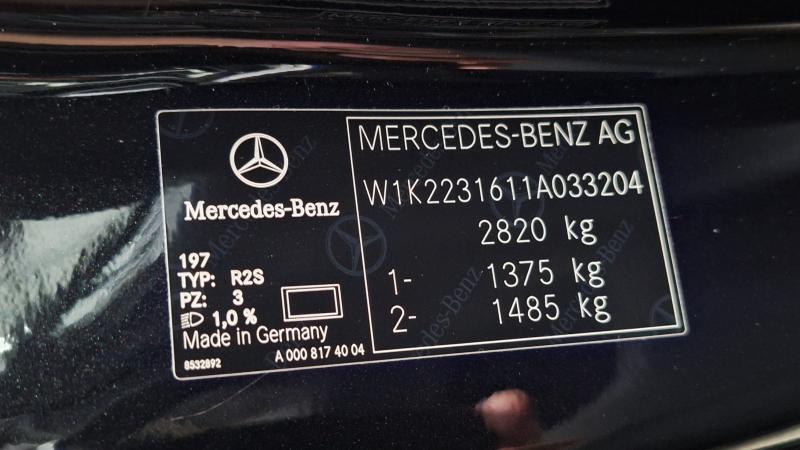 Mercedes-Benz
197
TYP: R2S
PZ: 3
1,0 %
Made in Germany
8532892
A 000 817 40 04
MERCEDES-BENZ AG
W1K2231611A033204
2820 kg
1- 1375 kg
2- 1485 kg